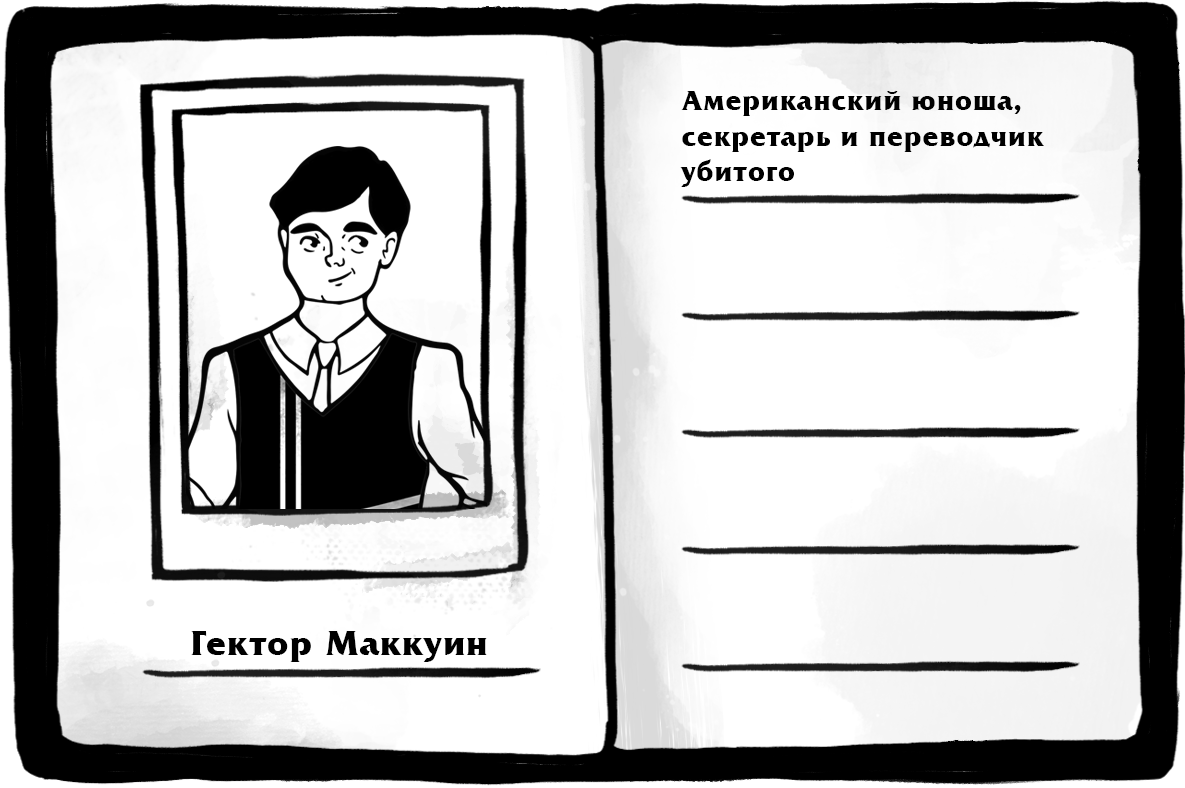 Гектор Маккуин
Американский юноша,
секретарь и переводчик
убитого